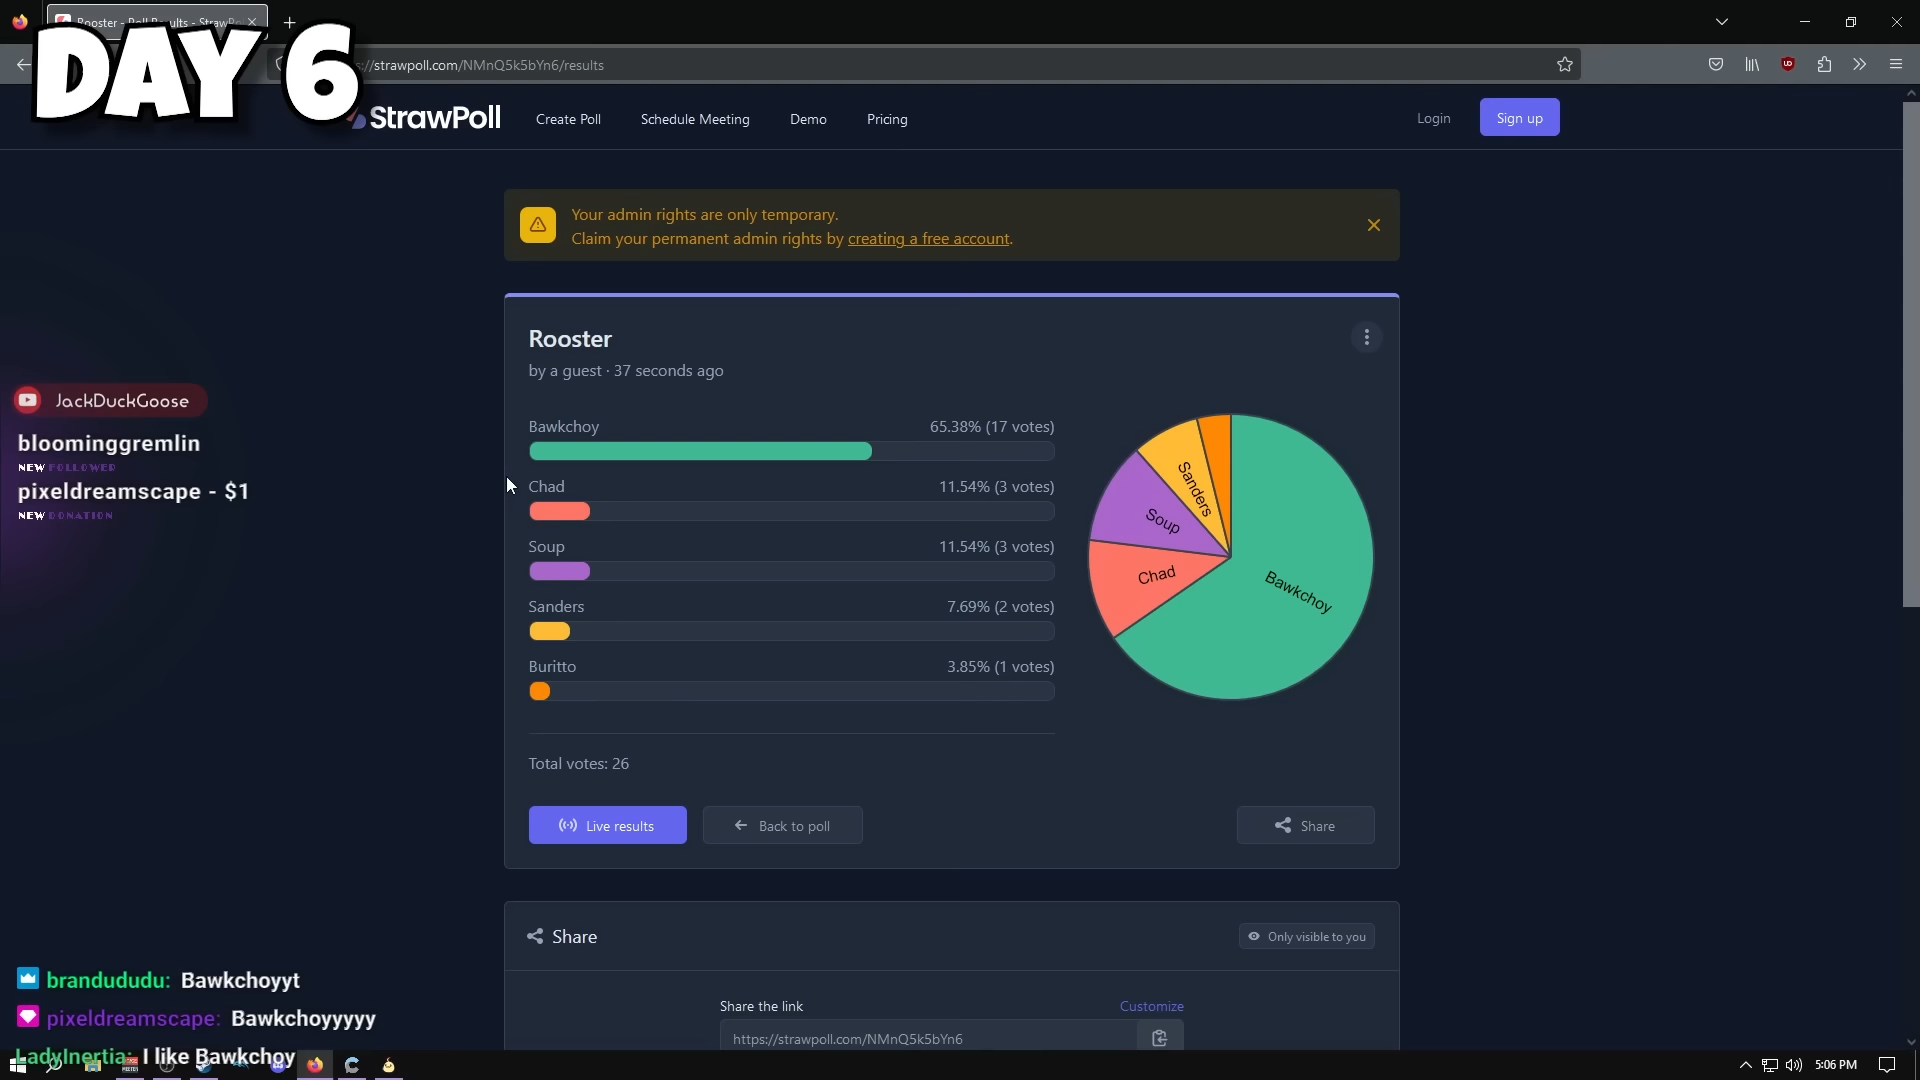 Rooster - Poll Results - StrawP
DAY 6
://strawpoll.com/NMnQ5k5bYn6/results
StrawPoll
Create Poll
Schedule Meeting
Demo
Pricing
Login
Sign up
Your admin rights are only temporary.
Claim your permanent admin rights by creating a free account.
Rooster
by a guest · 37 seconds ago
Bawkchoy 65.38% (17 votes)
Chad 11.54% (3 votes)
Soup 11.54% (3 votes)
Sanders 7.69% (2 votes)
Buritto 3.85% (1 votes)
Sanders
Soup
Chad
Bawkchoy
Total votes: 26
Live results
Back to poll
Share
Share
Only visible to you
Share the link
Customize
https://strawpoll.com/NMnQ5k5bYn6
JackDuckGoose
bloominggremlin
NEW FOLLOWER
pixeldreamscape - $1
NEW DONATION
brandududu: Bawkchoyyt
pixeldreamscape: Bawkchoyyyyy
LadyInertia: I like Bawkchoy
5:06 PM